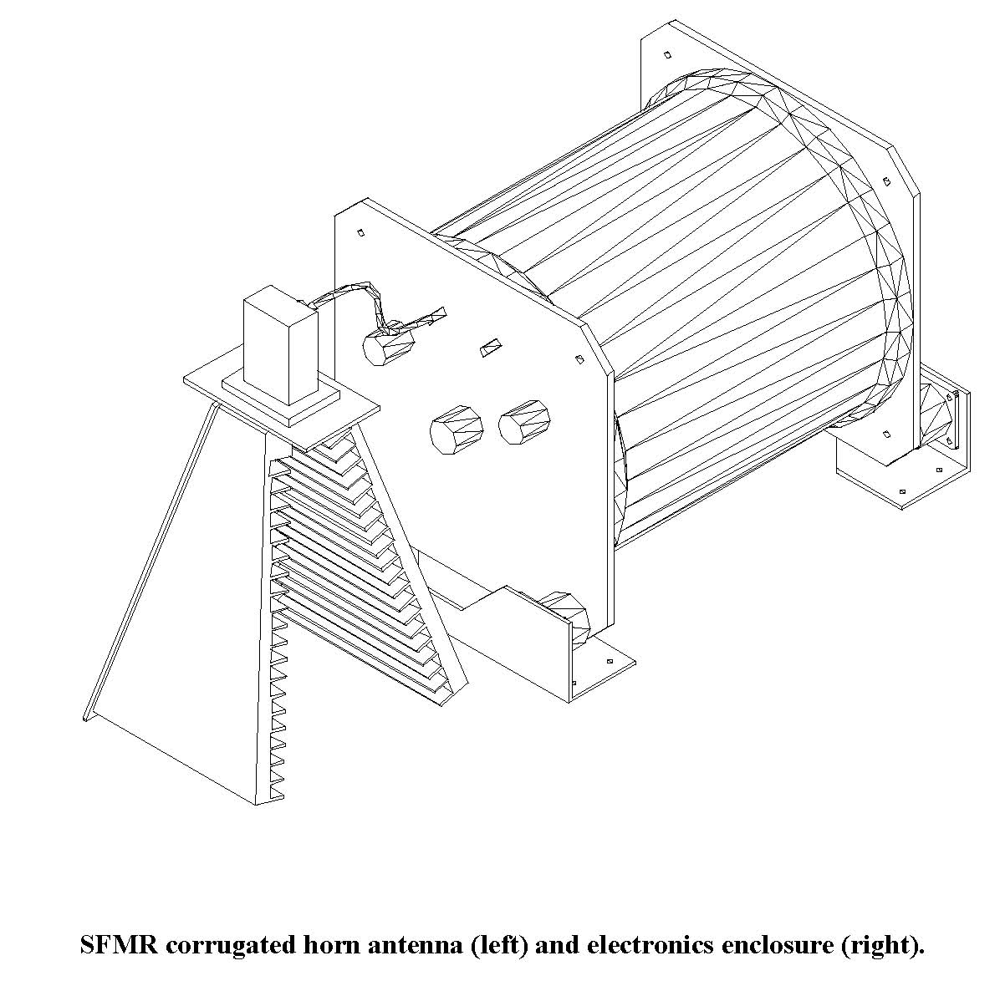 SFMR corrugated horn antenna (left) and electronics enclosure (right).